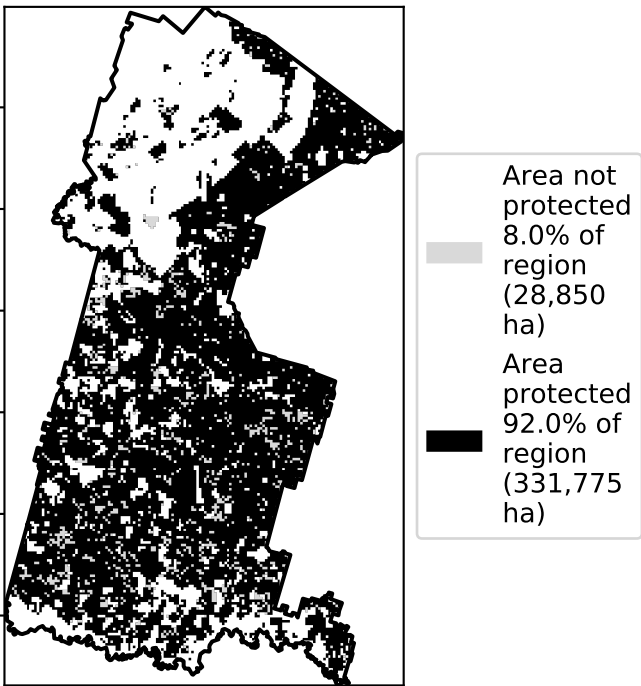 Area not
protected
8.0% of
region
(28,850
ha)
Area
protected
92.0% of
region
(331,775
ha)